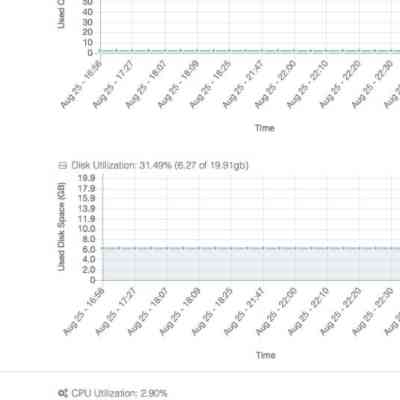 Used C
50
40
30
20
10
0
Aug 25 - 16:56
Aug 25 - 17:27
Aug 25 - 18:07
Aug 25 - 18:09
Aug 25 - 18:25
Aug 25 - 21:47
Aug 25 - 22:00
Aug 25 - 22:10
Aug 25 - 22:20
Aug 25 - 22:30
Time
Disk Utilization: 31.49% (6.27 of 19.91gb)
Used Disk Space (GB)
19.9
17.9
15.9
13.9
11.9
10.0
8.0
6.0
4.0
2.0
0
Aug 25 - 16:56
Aug 25 - 17:27
Aug 25 - 18:07
Aug 25 - 18:09
Aug 25 - 18:25
Aug 25 - 21:47
Aug 25 - 22:00
Aug 25 - 22:10
Aug 25 - 22:20
Aug 25 - 22:30
Time
CPU Utilization: 2.90%